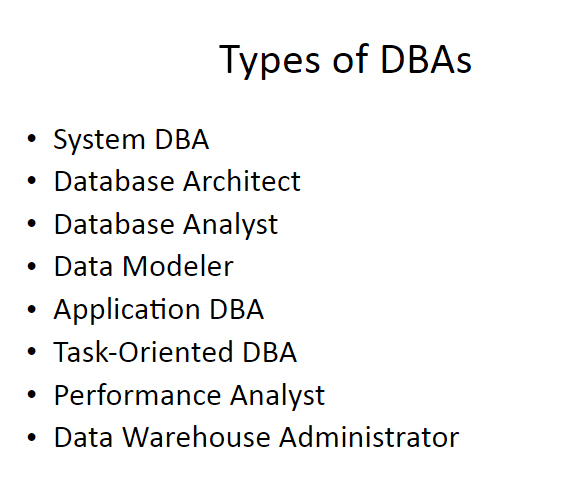 Types of DBAs
• System DBA
• Database Architect
• Database Analyst
• Data Modeler
• Application DBA
• Task-Oriented DBA
• Performance Analyst
• Data Warehouse Administrator